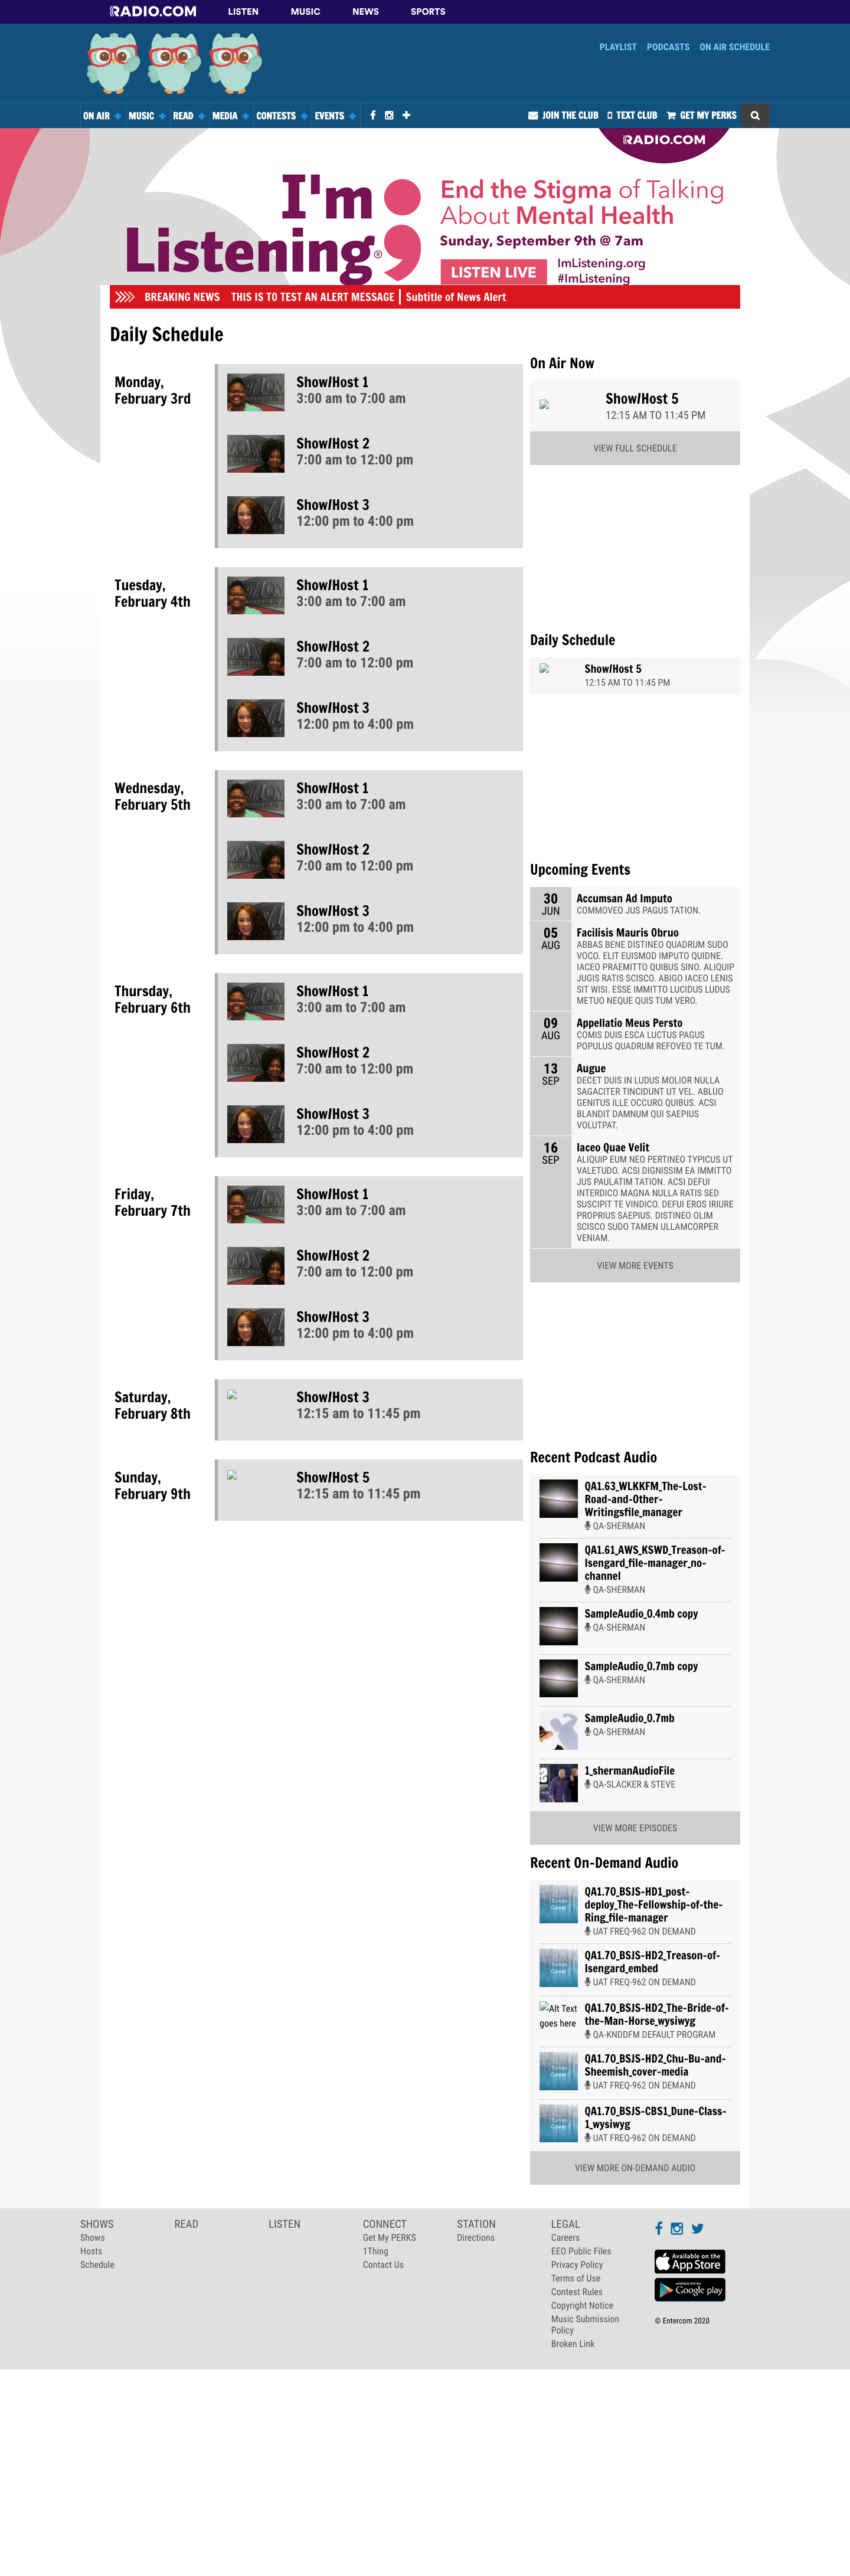 RADIO.COM
LISTEN
MUSIC
NEWS
SPORTS
PLAYLIST
PODCASTS
ON AIR SCHEDULE
ON AIR
MUSIC
READ
MEDIA
CONTESTS
EVENTS
JOIN THE CLUB
TEXT CLUB
GET MY PERKS
RADIO.COM
I'm
Listening®
End the Stigma of Talking
About Mental Health
Sunday, September 9th @ 7am
LISTEN LIVE
ImListening.org
#ImListening
BREAKING NEWS THIS IS TO TEST AN ALERT MESSAGE | Subtitle of News Alert
Daily Schedule
Monday,
February 3rd
Show/Host 1
3:00 am to 7:00 am
Show/Host 2
7:00 am to 12:00 pm
Show/Host 3
12:00 pm to 4:00 pm
Tuesday,
February 4th
Show/Host 1
3:00 am to 7:00 am
Show/Host 2
7:00 am to 12:00 pm
Show/Host 3
12:00 pm to 4:00 pm
Wednesday,
February 5th
Show/Host 1
3:00 am to 7:00 am
Show/Host 2
7:00 am to 12:00 pm
Show/Host 3
12:00 pm to 4:00 pm
Thursday,
February 6th
Show/Host 1
3:00 am to 7:00 am
Show/Host 2
7:00 am to 12:00 pm
Show/Host 3
12:00 pm to 4:00 pm
Friday,
February 7th
Show/Host 1
3:00 am to 7:00 am
Show/Host 2
7:00 am to 12:00 pm
Show/Host 3
12:00 pm to 4:00 pm
Saturday,
February 8th
Show/Host 3
12:15 am to 11:45 pm
Sunday,
February 9th
Show/Host 5
12:15 am to 11:45 pm
On Air Now
Show/Host 5
12:15 AM TO 11:45 PM
VIEW FULL SCHEDULE
Daily Schedule
Show/Host 5
12:15 AM TO 11:45 PM
Upcoming Events
30
JUN
Accumsan Ad Imputo
COMMOVEO JUS PAGUS TATION.
05
AUG
Facilisis Mauris Obruo
ABBAS BENE DISTINEO QUADRUM SUDO
VOCO. ELIT EUISMOD IMPUTO QUIDNE.
IACEO PRAEMITTO QUIBUS SINO. ALIQUIP
JUGIS RATIS SCISCO. ABIGO IACEO LENIS
SIT WISI. ESSE IMMITTO LUCIDUS LUDUS
METUO NEQUE QUIS TUM VERO.
09
AUG
Appellatio Meus Persto
COMIS DUIS ESCA LUCTUS PAGUS
POPULUS QUADRUM REFOVEO TE TUM.
13
SEP
Augue
DECET DUIS IN LUDUS MOLIOR NULLA
SAGACITER TINCIDUNT UT VEL. ABLUO
GENITUS ILLE OCCURO QUIBUS. ACSI
BLANDIT DAMNUM QUI SAEPIUS
VOLUTPAT.
16
SEP
Iaceo Quae Velit
ALIQUIP EUM NEO PERTINEO TYPICUS UT
VALETUDO. ACSI DIGNISSIM EA IMMITTO
JUS PAULATIM TATION. ACSI DEFUI
INTERDICO MAGNA NULLA RATIS SED
SUSCIPIT TE VINDICO. DEFUI EROS IRIURE
PROPRIUS SAEPIUS. DISTINEO OLIM
SCISCO SUDO TAMEN ULLAMCORPER
VENIAM.
VIEW MORE EVENTS
Recent Podcast Audio
QA1.63_WLKKFM_The-Lost-
Road-and-Other-
Writingsfile_manager
QA-SHERMAN
QA1.61_AWS_KSWD_Treason-of-
Isengard_file-manager_no-
channel
QA-SHERMAN
SampleAudio_0.4mb copy
QA-SHERMAN
SampleAudio_0.7mb copy
QA-SHERMAN
SampleAudio_0.7mb
QA-SHERMAN
1_shermanAudioFile
QA-SLACKER & STEVE
VIEW MORE EPISODES
Recent On-Demand Audio
QA1.70_BSJS-HD1_post-
deploy_The-Fellowship-of-the-
Ring_file-manager
UAT FREQ-962 ON DEMAND
QA1.70_BSJS-HD2_Treason-of-
Isengard_embed
UAT FREQ-962 ON DEMAND
Alt Text
goes here
QA1.70_BSJS-HD2_The-Bride-of-
the-Man-Horse_wysiwyg
QA-KNDDFM DEFAULT PROGRAM
QA1.70_BSJS-HD2_Chu-Bu-and-
Sheemish_cover-media
UAT FREQ-962 ON DEMAND
QA1.70_BSJS-CBS1_Dune-Class-
1_wysiwyg
UAT FREQ-962 ON DEMAND
VIEW MORE ON-DEMAND AUDIO
SHOWS
Shows
Hosts
Schedule
READ
LISTEN
CONNECT
Get My PERKS
1Thing
Contact Us
STATION
Directions
LEGAL
Careers
EEO Public Files
Privacy Policy
Terms of Use
Contest Rules
Copyright Notice
Music Submission
Policy
Broken Link
Available on the
App Store
Google play
© Entercom 2020